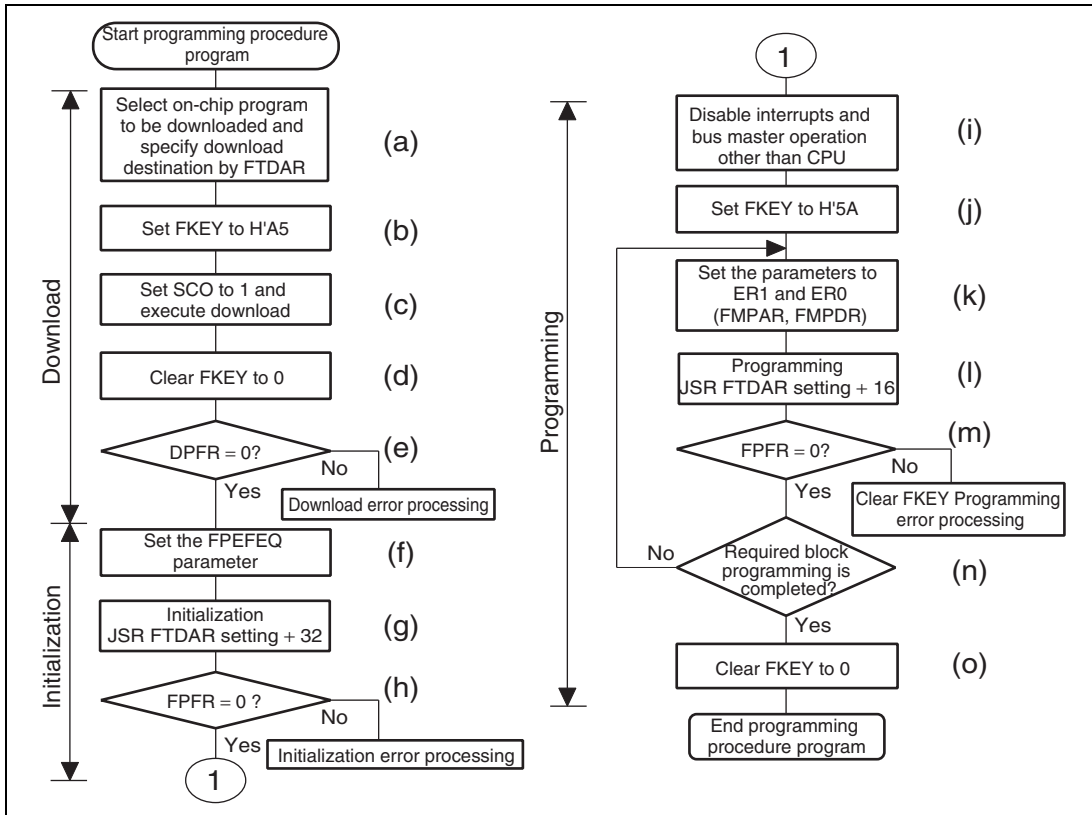 Start programming procedure
program
Download
Select on-chip program
to be downloaded and
specify download
destination by FTDAR
(a)
Set FKEY to H'A5
(b)
Set SCO to 1 and
execute download
(c)
Clear FKEY to 0
(d)
DPFR = 0?
(e)
No
Yes
Download error processing
Initialization
Set the FPEFEQ
parameter
(f)
Initialization
JSR FTDAR setting + 32
(g)
FPFR = 0 ?
(h)
No
Yes
Initialization error processing
1
1
Programming
Disable interrupts and
bus master operation
other than CPU
(i)
Set FKEY to H'5A
(j)
Set the parameters to
ER1 and ER0
(FMPAR, FMPDR)
(k)
Programming
JSR FTDAR setting + 16
(l)
FPFR = 0?
(m)
No
Yes
Clear FKEY Programming
error processing
No
Required block
programming is
completed?
(n)
Yes
Clear FKEY to 0
(o)
End programming
procedure program